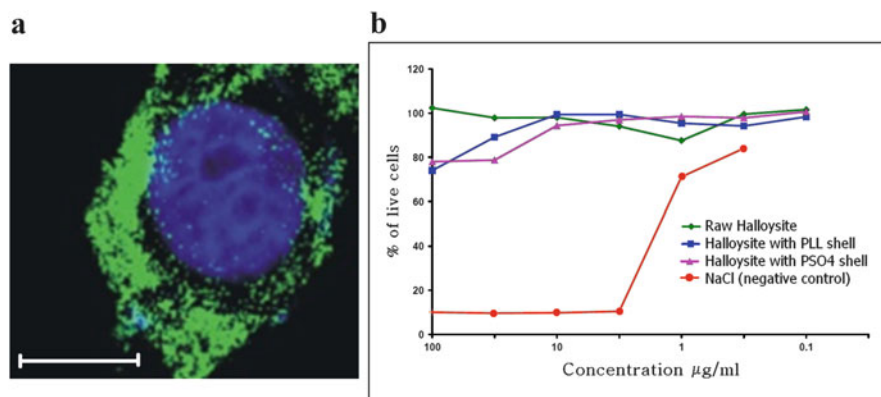 a
b
120
100
80
60
40
20
0
% of live cells
Raw Halloysite
Halloysite with PLL shell
Halloysite with PSO4 shell
NaCl (negative control)
100
10
1
0.1
Concentration μg/ml